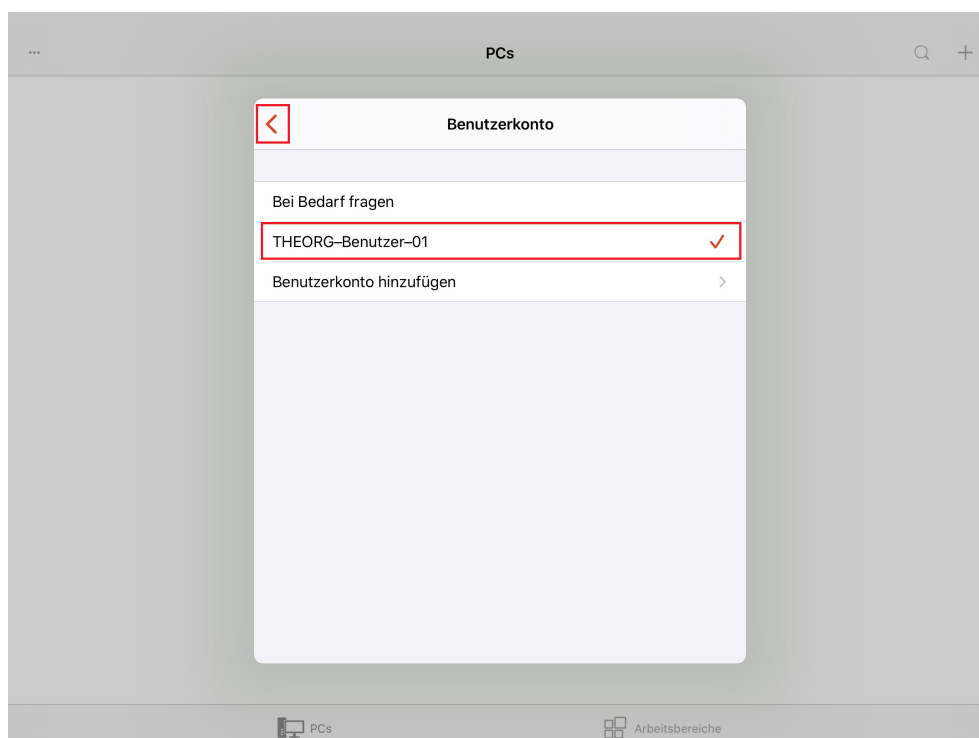 PCs
Benutzerkonto
Bei Bedarf fragen
THEORG–Benutzer–01
Benutzerkonto hinzufügen
PCs
Arbeitsbereiche